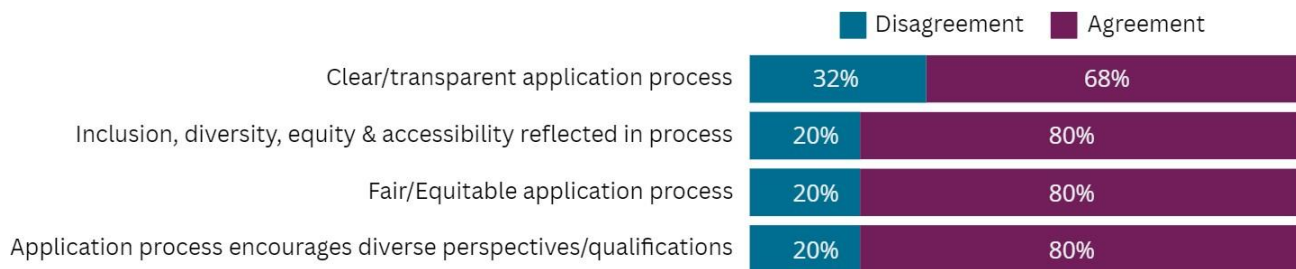 Disagreement Agreement
Clear/transparent application process 32% 68%
Inclusion, diversity, equity & accessibility reflected in process 20% 80%
Fair/Equitable application process 20% 80%
Application process encourages diverse perspectives/qualifications 20% 80%